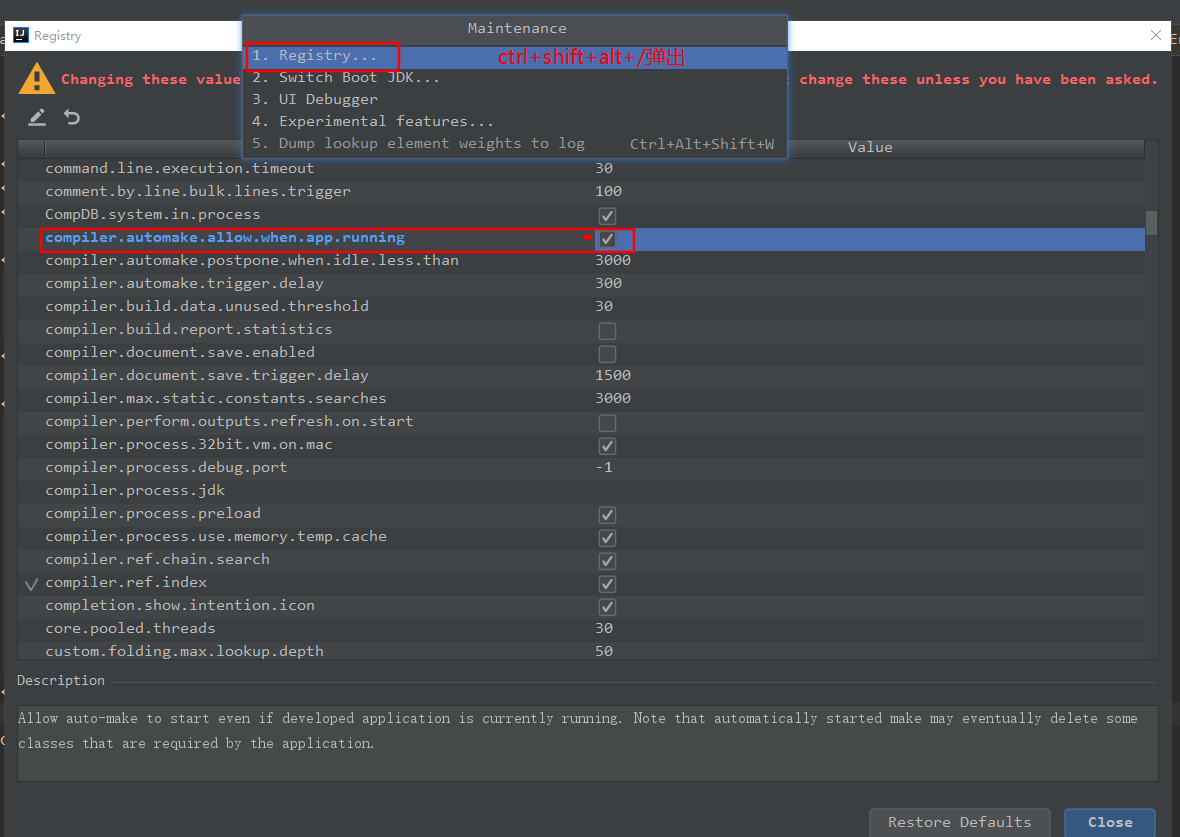 Registry
Maintenance
1. Registry...
ctrl+shift+alt+/弹出
2. Switch Boot JDK...
3. UI Debugger
4. Experimental features...
5. Dump lookup element weights to log Ctrl+Alt+Shift+W
Changing these value change these unless you have been asked.
Value
command.line.execution.timeout 30
comment.by.line.bulk.lines.trigger 100
CompDB.system.in.process
compiler.automake.allow.when.app.running
compiler.automake.postpone.when.idle.less.than 3000
compiler.automake.trigger.delay 300
compiler.build.data.unused.threshold 30
compiler.build.report.statistics
compiler.document.save.enabled
compiler.document.save.trigger.delay 1500
compiler.max.static.constants.searches 3000
compiler.perform.outputs.refresh.on.start
compiler.process.32bit.vm.on.mac
compiler.process.debug.port -1
compiler.process.jdk
compiler.process.preload
compiler.process.use.memory.temp.cache
compiler.ref.chain.search
compiler.ref.index
completion.show.intention.icon
core.pooled.threads 30
custom.folding.max.lookup.depth 50
Description
Allow auto-make to start even if developed application is currently running. Note that automatically started make may eventually delete some
classes that are required by the application.
Restore Defaults
Close